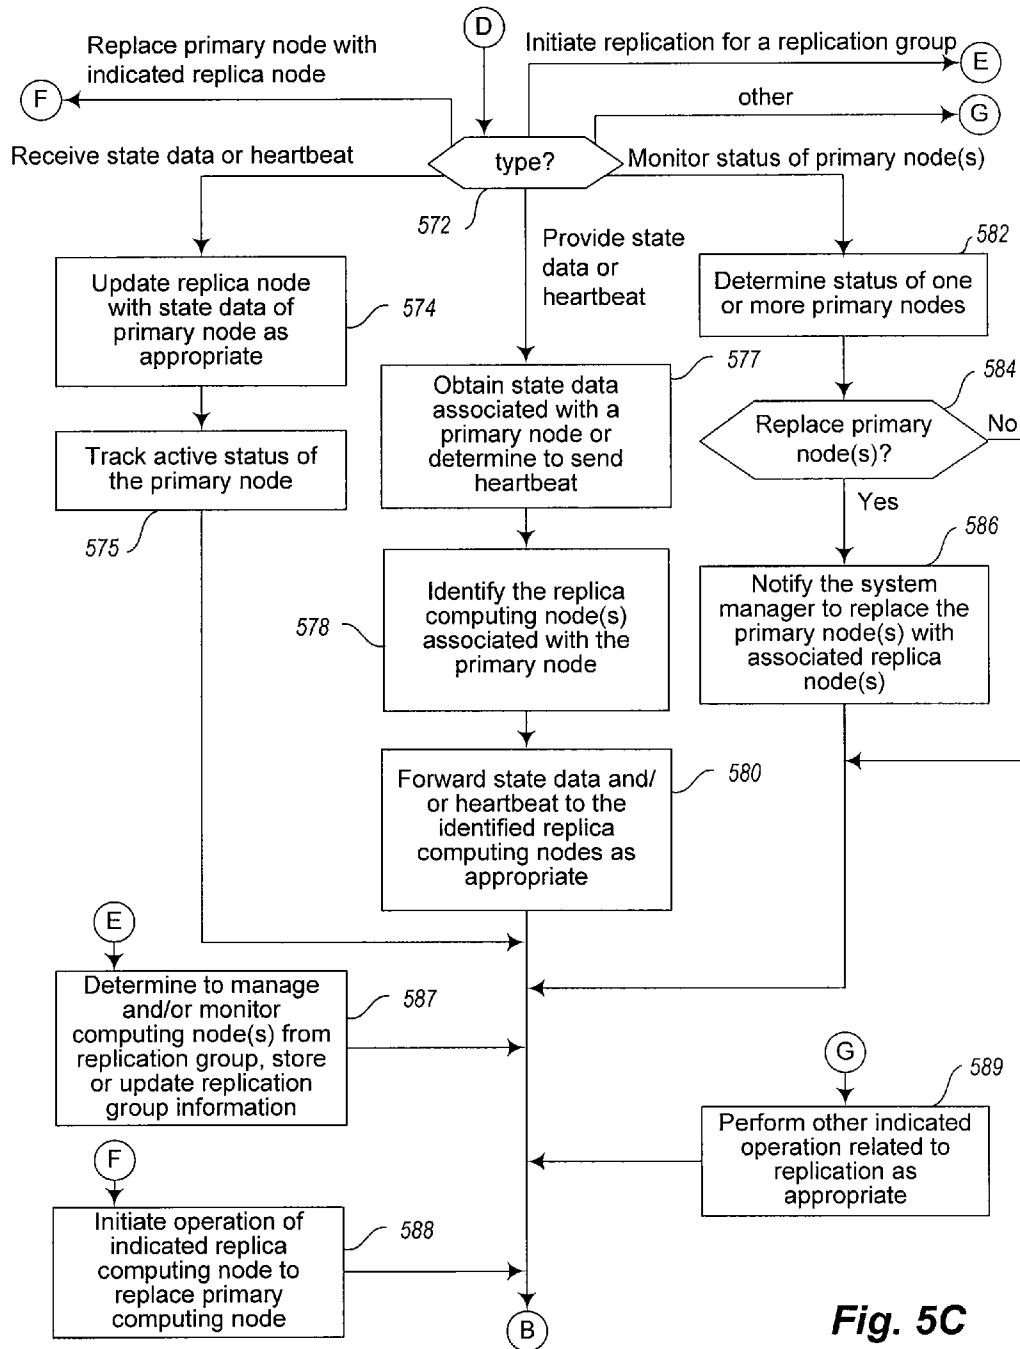 D
Replace primary node with
indicated replica node
Initiate replication for a replication group
E
F
other
G
Receive state data or heartbeat
type?
Monitor status of primary node(s)
572
Provide state
data or
heartbeat
582
Update replica node
with state data of
primary node as
appropriate
574
Determine status of one
or more primary nodes
577
584
Obtain state data
associated with a
primary node or
determine to send
heartbeat
Replace primary
node(s)?
No
Track active status of
the primary node
575
Yes
586
Identify the replica
computing node(s)
associated with the
primary node
578
Notify the system
manager to replace the
primary node(s) with
associated replica
node(s)
Forward state data and/
or heartbeat to the
identified replica
computing nodes as
appropriate
580
E
Determine to manage
and/or monitor
computing node(s) from
replication group, store
or update replication
group information
587
G
589
Perform other indicated
operation related to
replication as
appropriate
F
Initiate operation of
indicated replica
computing node to
replace primary
computing node
588
B
Fig. 5C